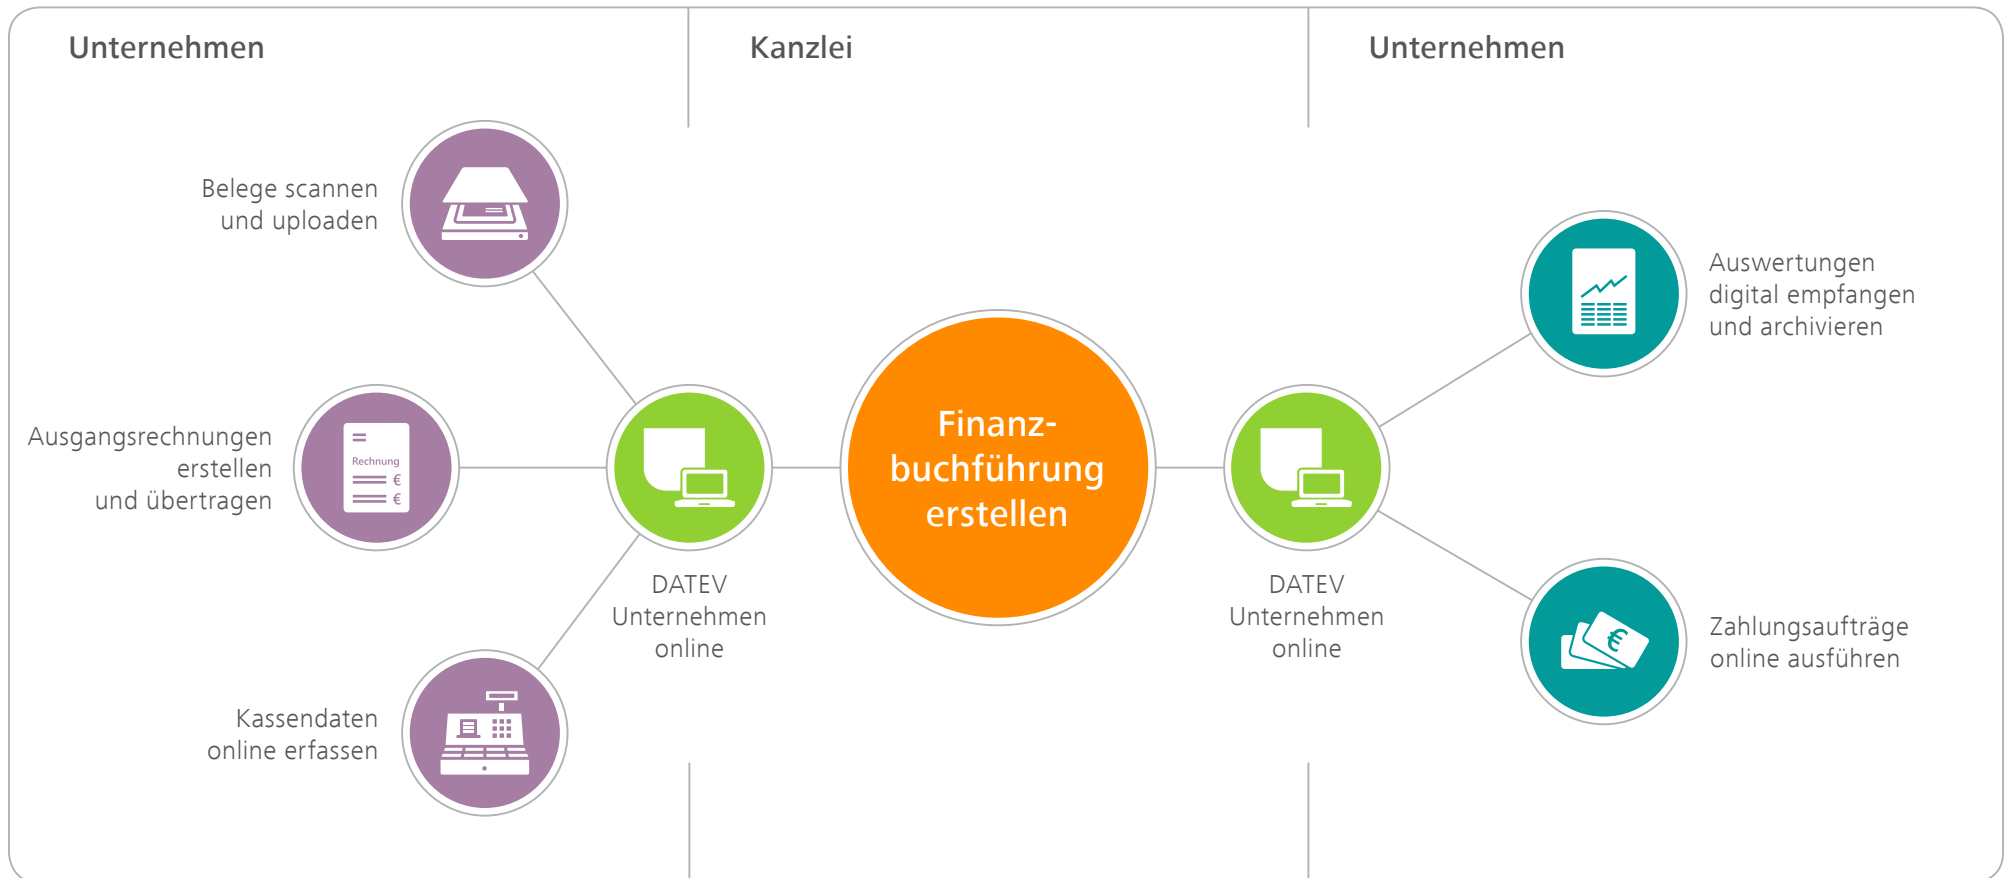 Unternehmen
Kanzlei
Unternehmen
Belege scannen
und uploaden
Ausgangsrechnungen
erstellen
und übertragen
Rechnung
€
€
Kassendaten
online erfassen
DATEV
Unternehmen
online
Finanz-
buchführung
erstellen
DATEV
Unternehmen
online
Auswertungen
digital empfangen
und archivieren
€
Zahlungsaufträge
online ausführen